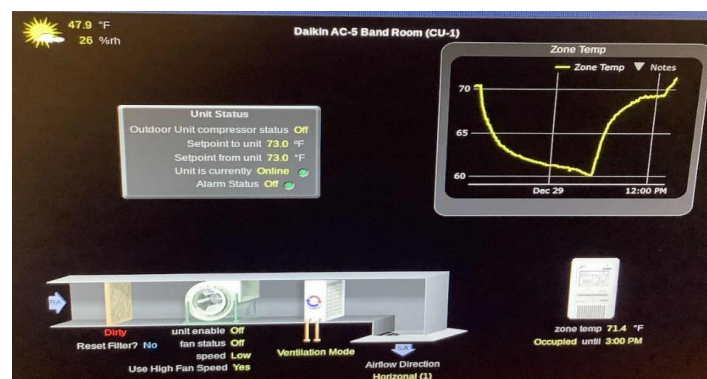 47.9 °F
26 %rh
Daikin AC-5 Band Room (CU-1)
Zone Temp
Zone Temp Notes
70
65
60
Dec 29 12:00 PM
Unit Status
Outdoor Unit compressor status Off
Setpoint to unit 73.0 °F
Setpoint from unit 73.0 °F
Unit is currently Online
Alarm Status Off
RA
Dirty
Reset Filter? No
unit enable Off
fan status Off
speed Low
Use High Fan Speed Yes
Ventilation Mode
Airflow Direction
Horizonal (1)
zone temp 71.4 °F
Occupied until 3:00 PM